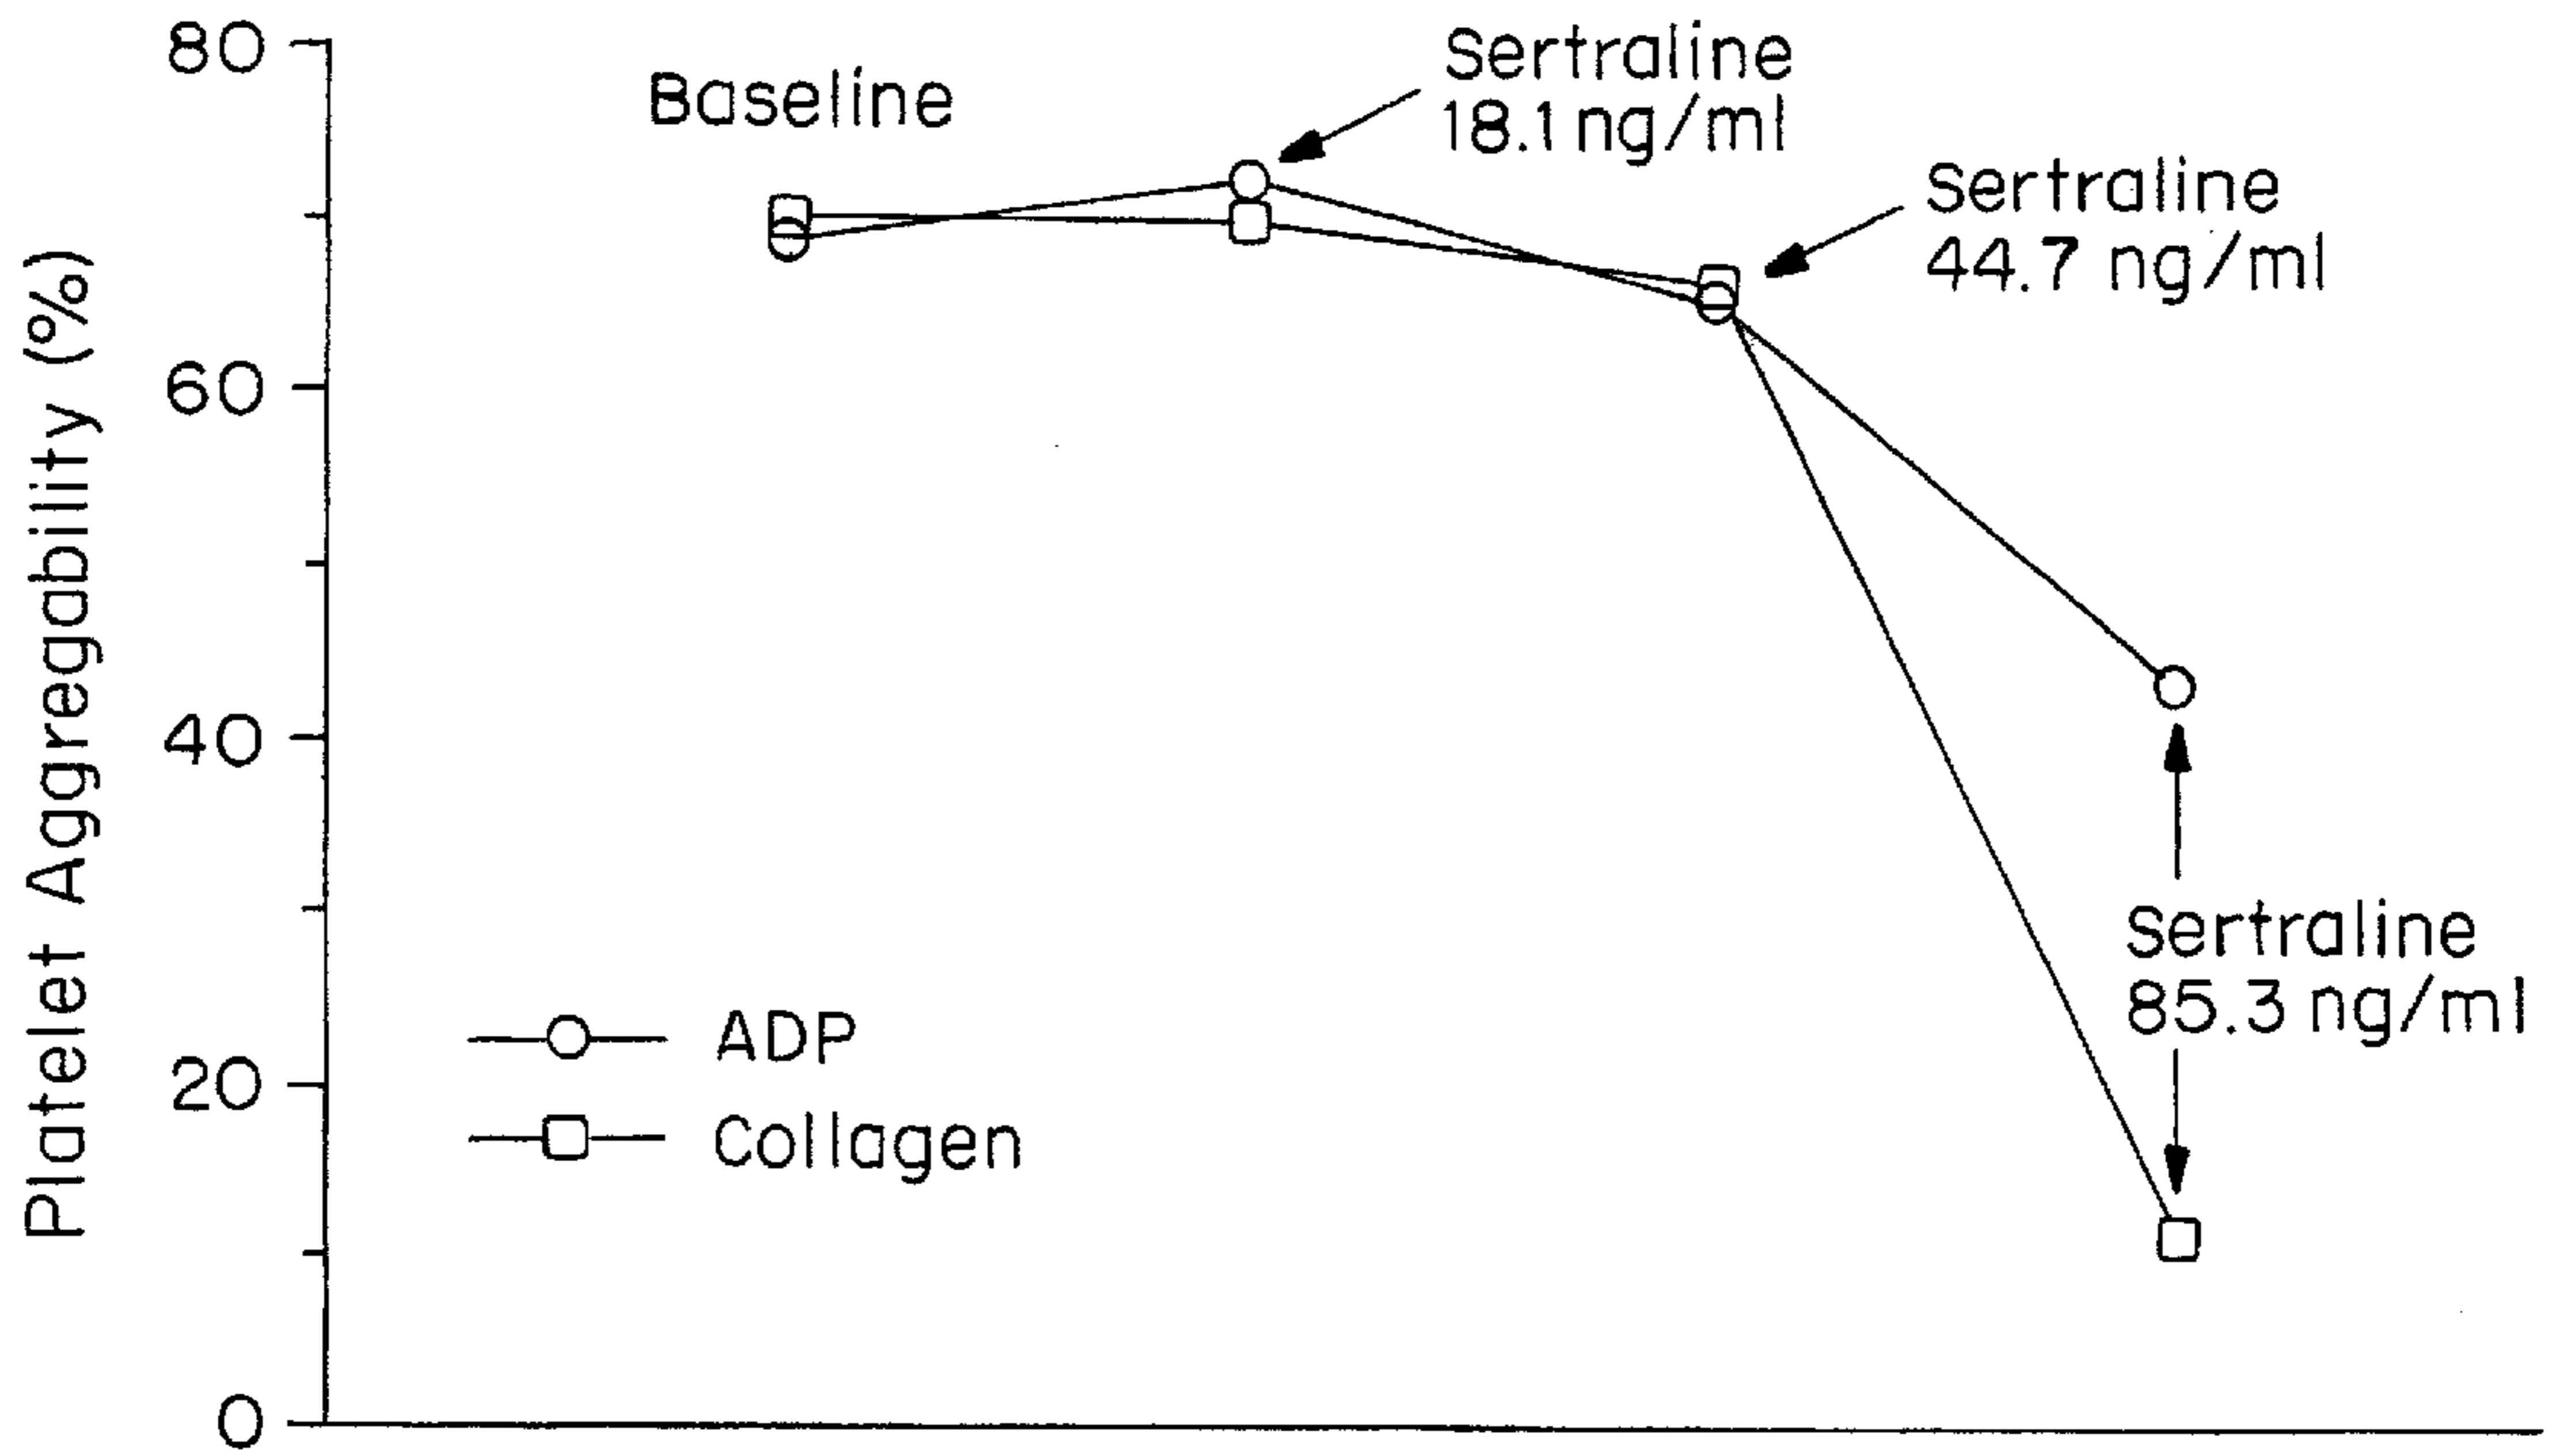 80
60
40
20
0
Platelet Aggregability (%)
Baseline
Sertraline
18.1 ng/ml
Sertraline
44.7 ng/ml
Sertraline
85.3 ng/ml
ADP
Collagen